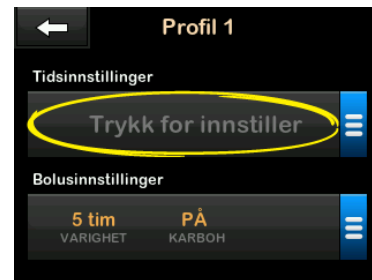 Profil 1
Tidsinnstillinger
Trykk for innstiller
Bolusinnstillinger
5 tim PÅ
VARIGHET KARBOH